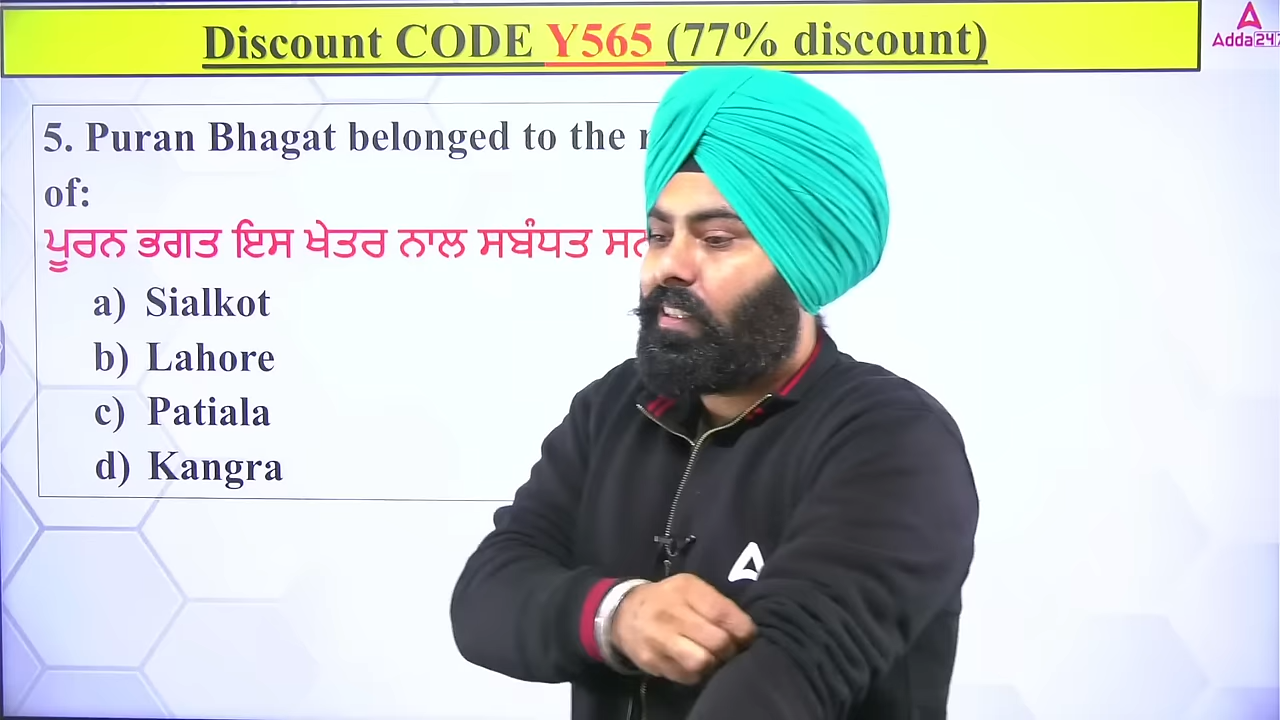 Discount CODE Y565 (77% discount)
Adda247
5. Puran Bhagat belonged to the
of:
ਪੂਰਨ ਭਗਤ ਇਸ ਖੇਤਰ ਨਾਲ ਸਬੰਧਤ
a) Sialkot
b) Lahore
c) Patiala
d) Kangra